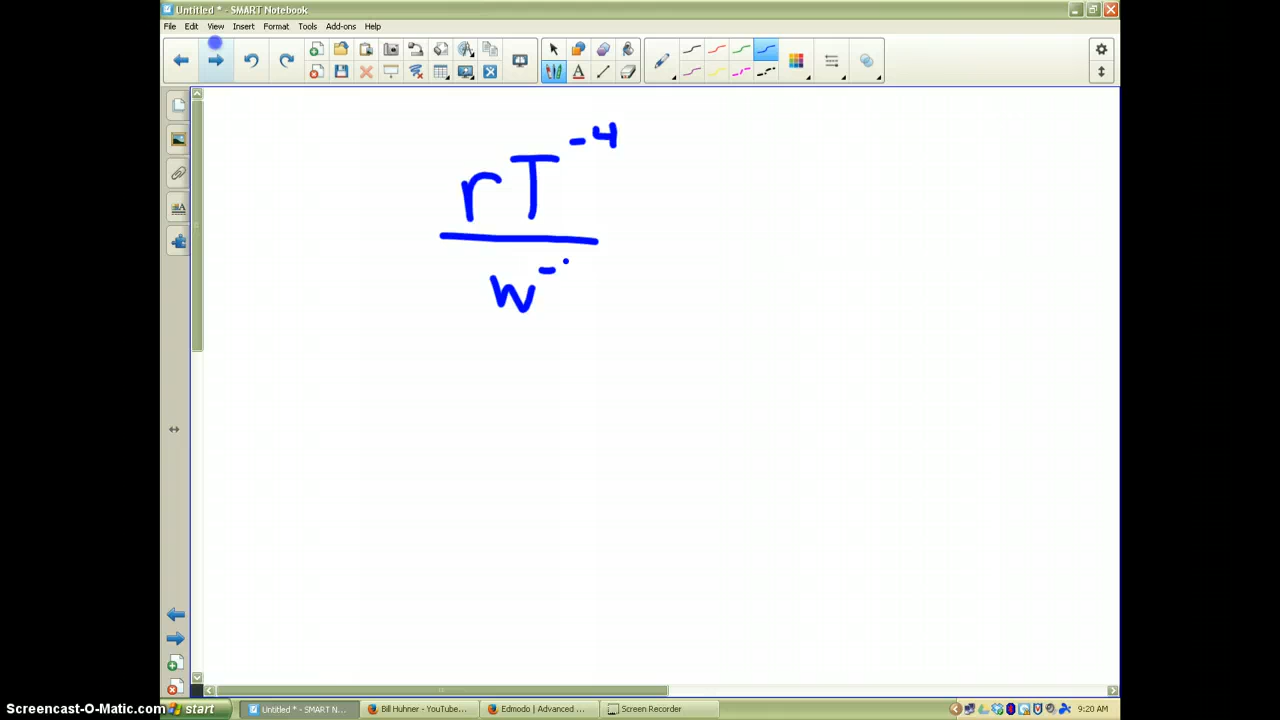 Untitled * - SMART Notebook
File Edit View Insert Format Tools Add-ons Help
rT^-4
w^-
Screencast-O-Matic.com
start
Untitled * - SMART N...
Bill Huhner - YouTube...
Edmodo | Advanced ...
Screen Recorder
9:20 AM